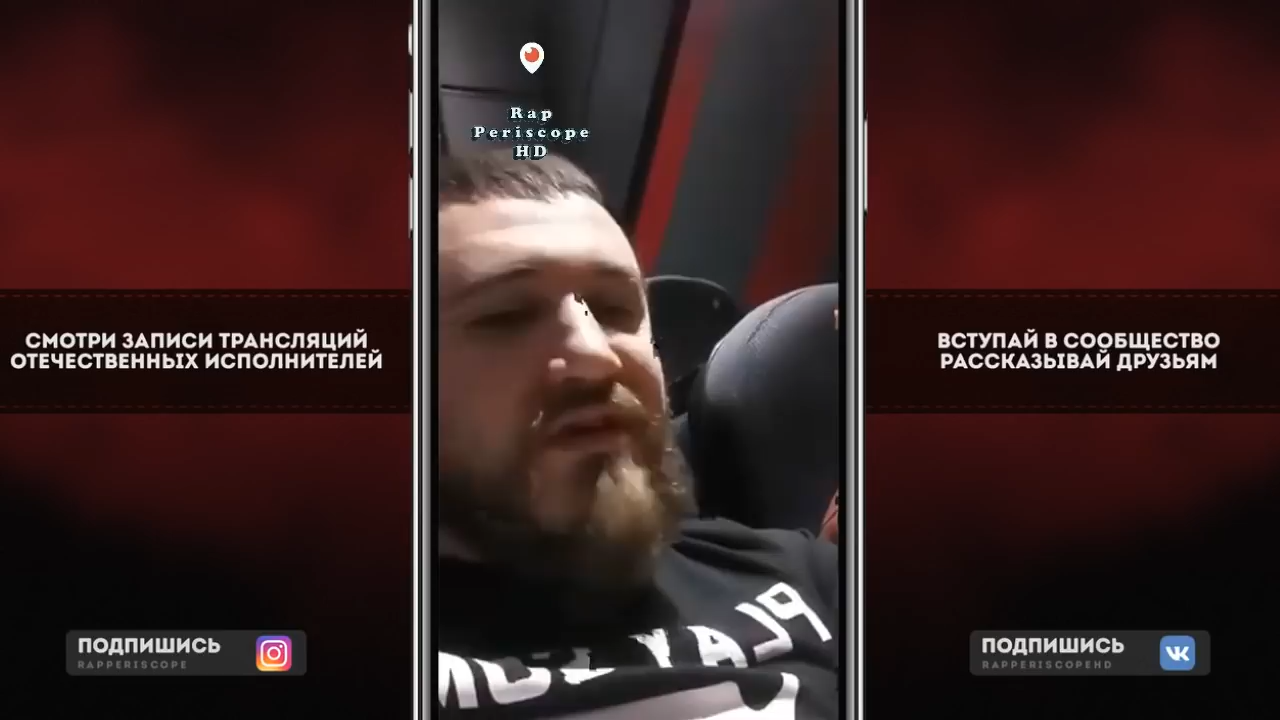 Rap
Periscope
HD
СМОТРИ ЗАПИСИ ТРАНСЛЯЦИЙ
ОТЕЧЕСТВЕННЫХ ИСПОЛНИТЕЛЕЙ
ВСТУПАЙ В СООБЩЕСТВО
РАССКАЗЫВАЙ ДРУЗЬЯМ
ПОДПИШИСЬ
RAPPERISCOPE
ПОДПИШИСЬ
RAPPERISCOPEHD